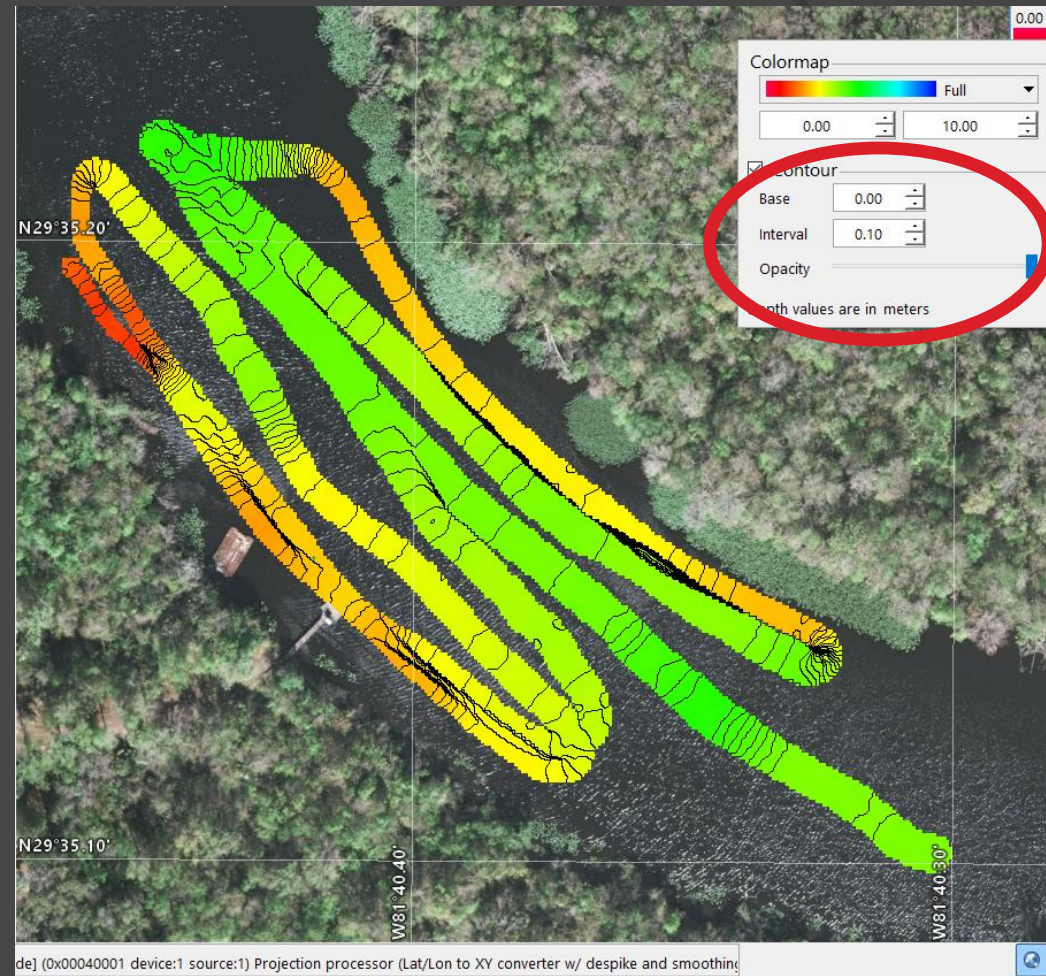 0.00
Colormap
Full
0.00 10.00
Contour
Base 0.00
Interval 0.10
Opacity
pth values are in meters
N29°35.20'
N29°35.10'
W81°40.40'
W81°40.30'
de] (0x00040001 device:1 source:1) Projection processor (Lat/Lon to XY converter w/ despike and smoothing